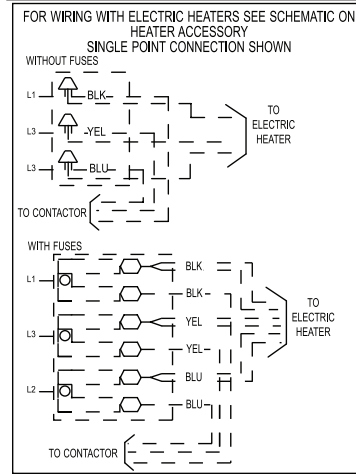 FOR WIRING WITH ELECTRIC HEATERS SEE SCHEMATIC ON
HEATER ACCESSORY
SINGLE POINT CONNECTION SHOWN
WITHOUT FUSES
L1
BLK
L3
YEL
L3
BLU
TO
ELECTRIC
HEATER
TO CONTACTOR
WITH FUSES
L1
BLK
BLK
L3
YEL
YEL
L2
BLU
BLU
TO
ELECTRIC
HEATER
TO CONTACTOR